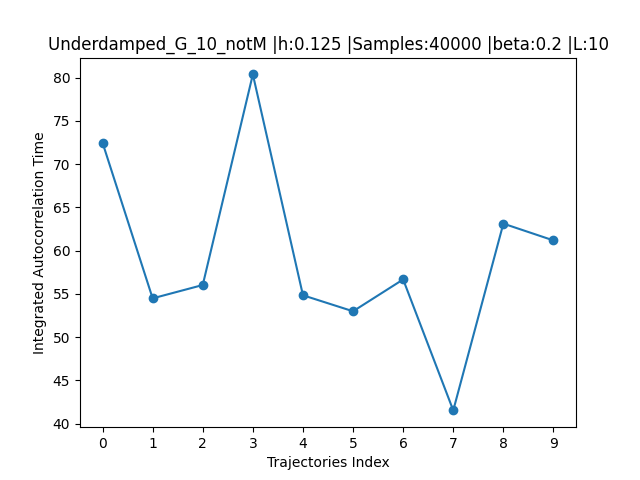 Underdamped_G_10_notM |h:0.125 |Samples:40000 |beta:0.2 |L:10
Integrated Autocorrelation Time
80
75
70
65
60
55
50
45
40
0 1 2 3 4 5 6 7 8 9
Trajectories Index